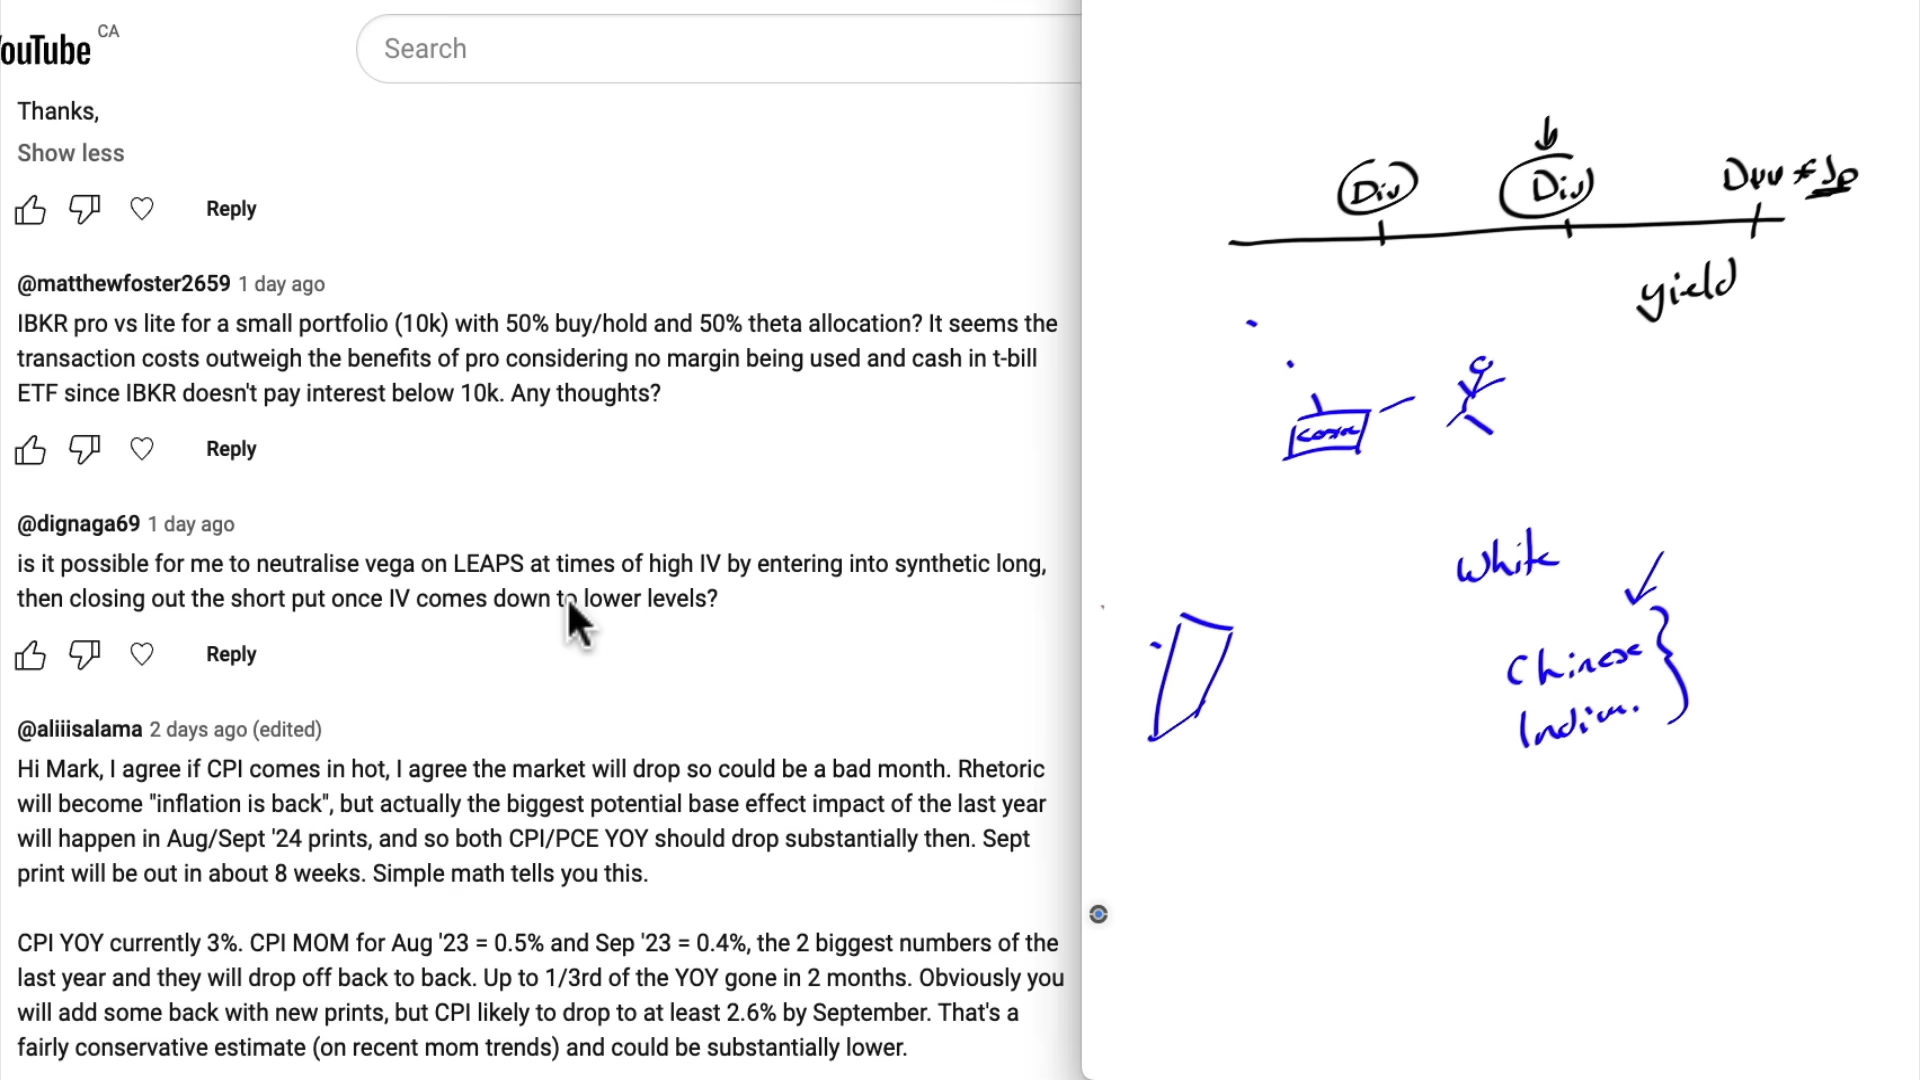 ouTube CA
Search
Thanks,
Show less
Reply
@matthewfoster2659 1 day ago
IBKR pro vs lite for a small portfolio (10k) with 50% buy/hold and 50% theta allocation? It seems the
transaction costs outweigh the benefits of pro considering no margin being used and cash in t-bill
ETF since IBKR doesn't pay interest below 10k. Any thoughts?
Reply
@dignaga69 1 day ago
is it possible for me to neutralise vega on LEAPS at times of high IV by entering into synthetic long,
then closing out the short put once IV comes down to lower levels?
Reply
@aliiisalama 2 days ago (edited)
Hi Mark, I agree if CPI comes in hot, I agree the market will drop so could be a bad month. Rhetoric
will become "inflation is back", but actually the biggest potential base effect impact of the last year
will happen in Aug/Sept '24 prints, and so both CPI/PCE YOY should drop substantially then. Sept
print will be out in about 8 weeks. Simple math tells you this.
CPI YOY currently 3%. CPI MOM for Aug '23 = 0.5% and Sep '23 = 0.4%, the 2 biggest numbers of the
last year and they will drop off back to back. Up to 1/3rd of the YOY gone in 2 months. Obviously you
will add some back with new prints, but CPI likely to drop to at least 2.6% by September. That's a
fairly conservative estimate (on recent mom trends) and could be substantially lower.
Div Div
yield
White
Chinese